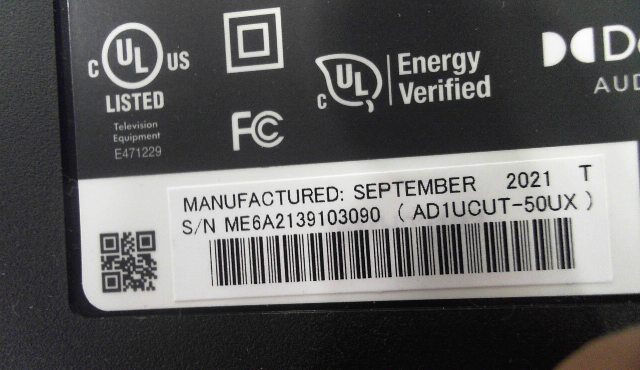 C UL US
LISTED
Television
Equipment
E471229
FC
C UL
Energy
Verified
MANUFACTURED: SEPTEMBER 2021 T
S/N ME6A2139103090 ( AD1UCUT-50UX )